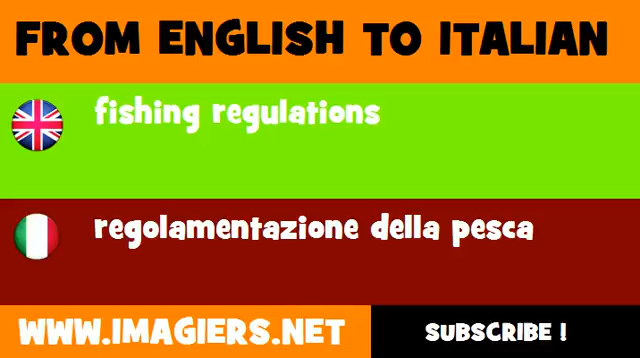 FROM ENGLISH TO ITALIAN
fishing regulations
regolamentazione della pesca
WWW.IMAGIERS.NET
SUBSCRIBE !